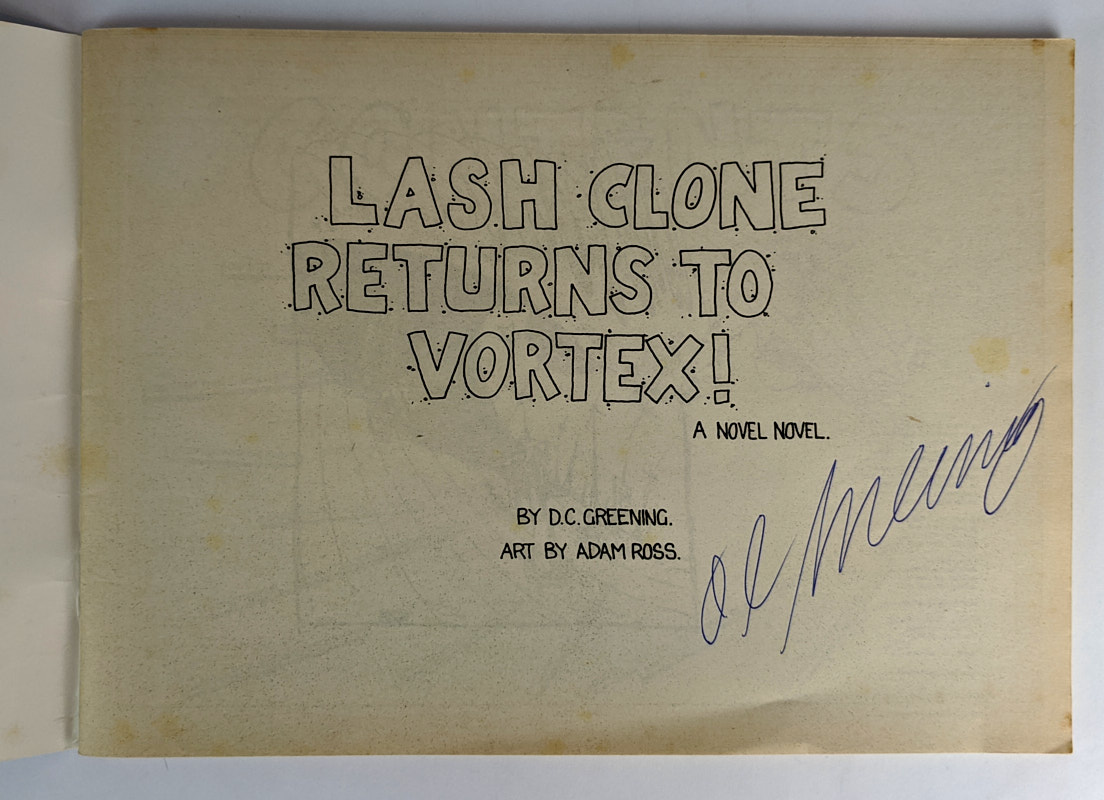 LASH CLONE
RETURNS TO
VORTEX!
A NOVEL NOVEL.
BY D.C. GREENING.
ART BY ADAM ROSS.